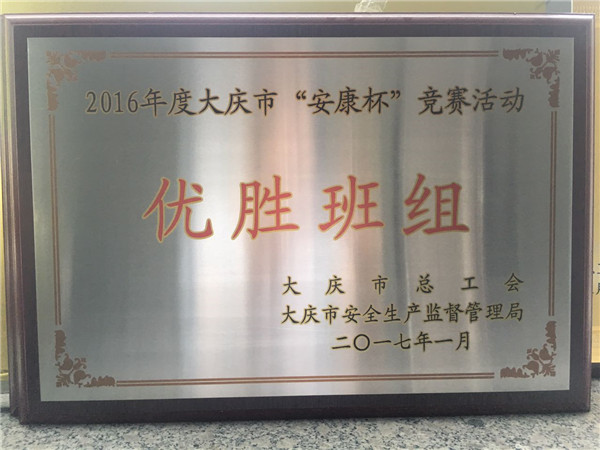 2016年度大庆市“安康杯”竞赛活动
优胜班组
大庆市总工会
大庆市安全生产监督管理局
二〇一七年一月